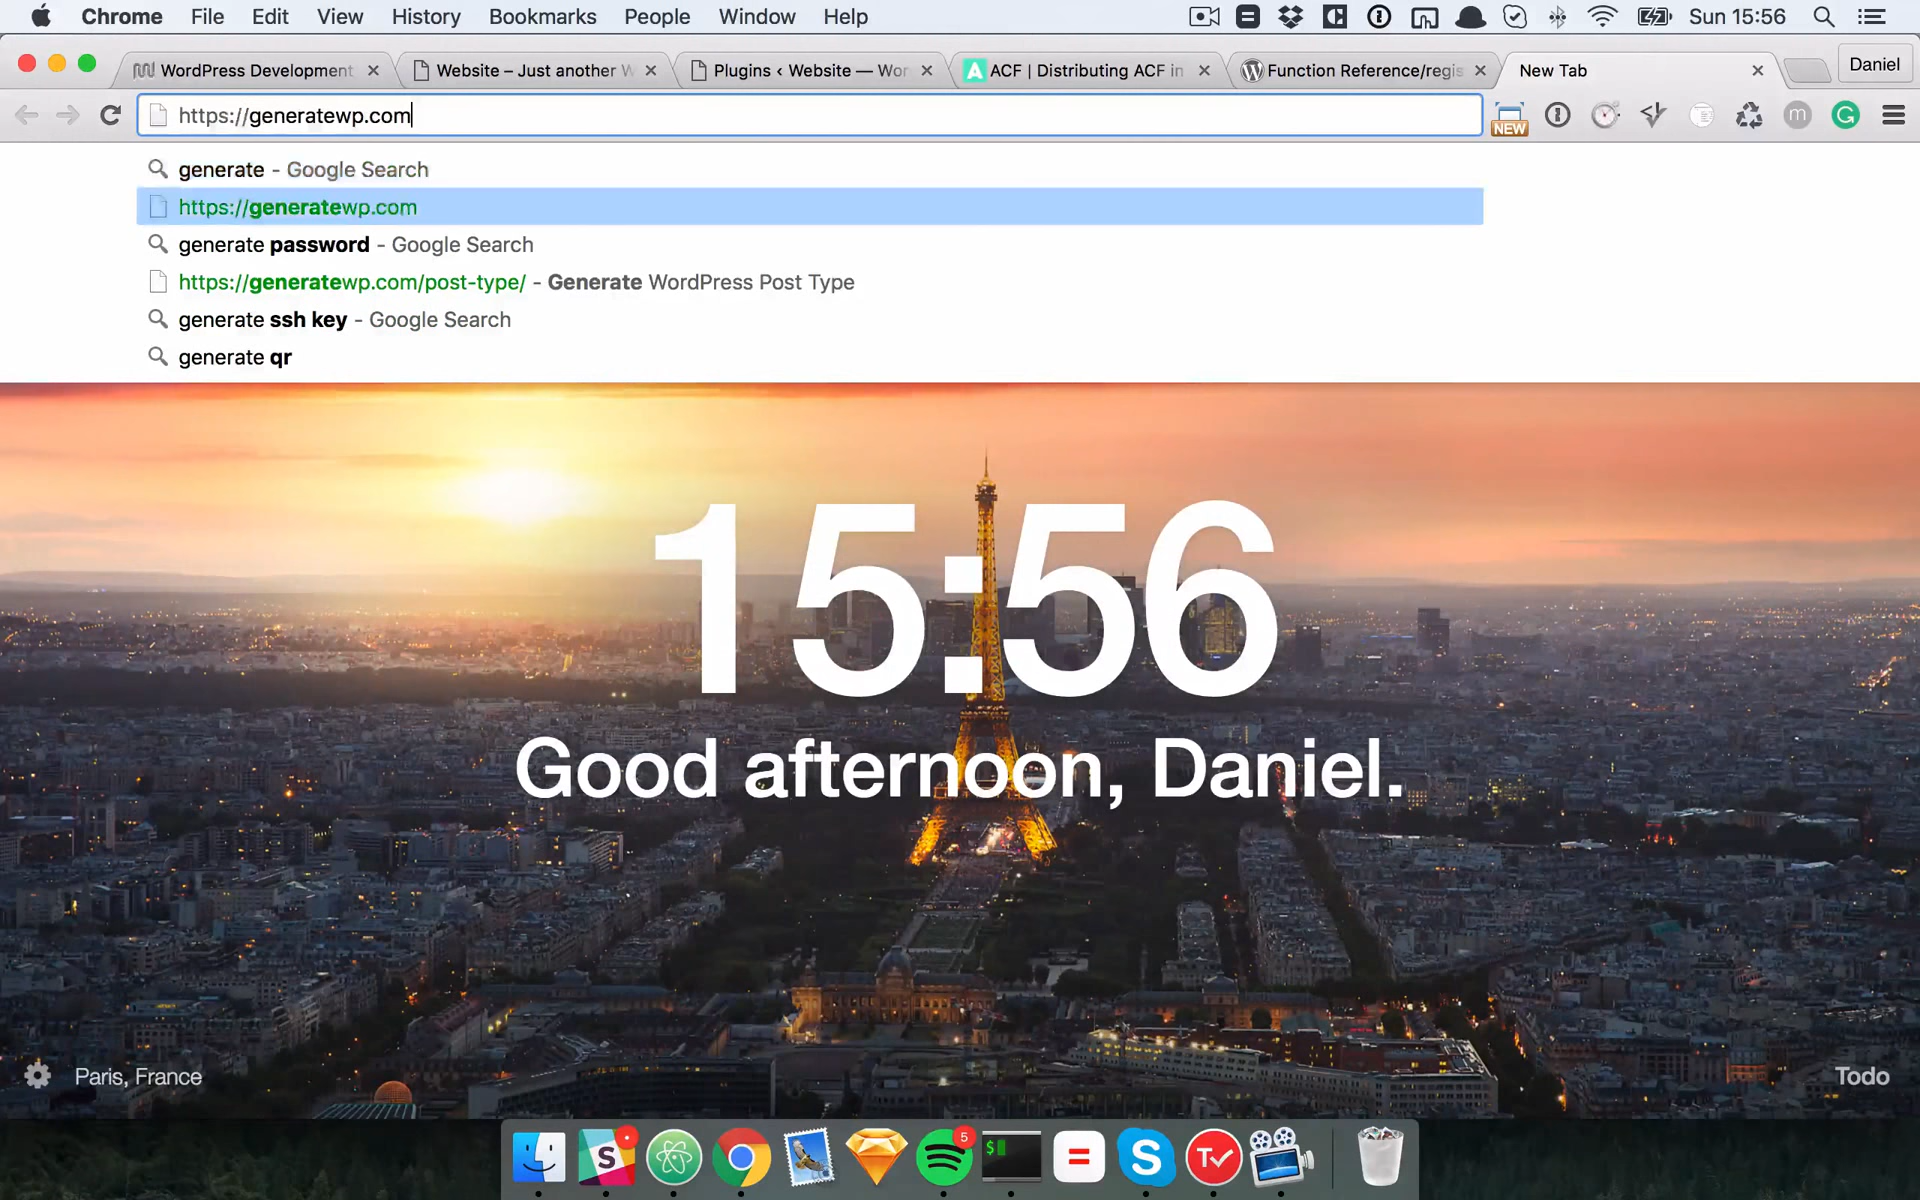 Chrome File Edit View History Bookmarks People Window Help Sun 15:56
WordPress Development Website – Just another W Plugins ‹ Website — Wor ACF | Distributing ACF in Function Reference/regis New Tab Daniel
https://generatewp.com
NEW
generate - Google Search
https://generatewp.com
generate password - Google Search
https://generatewp.com/post-type/ - Generate WordPress Post Type
generate ssh key - Google Search
generate qr
15:56
Good afternoon, Daniel.
Paris, France
Todo
5